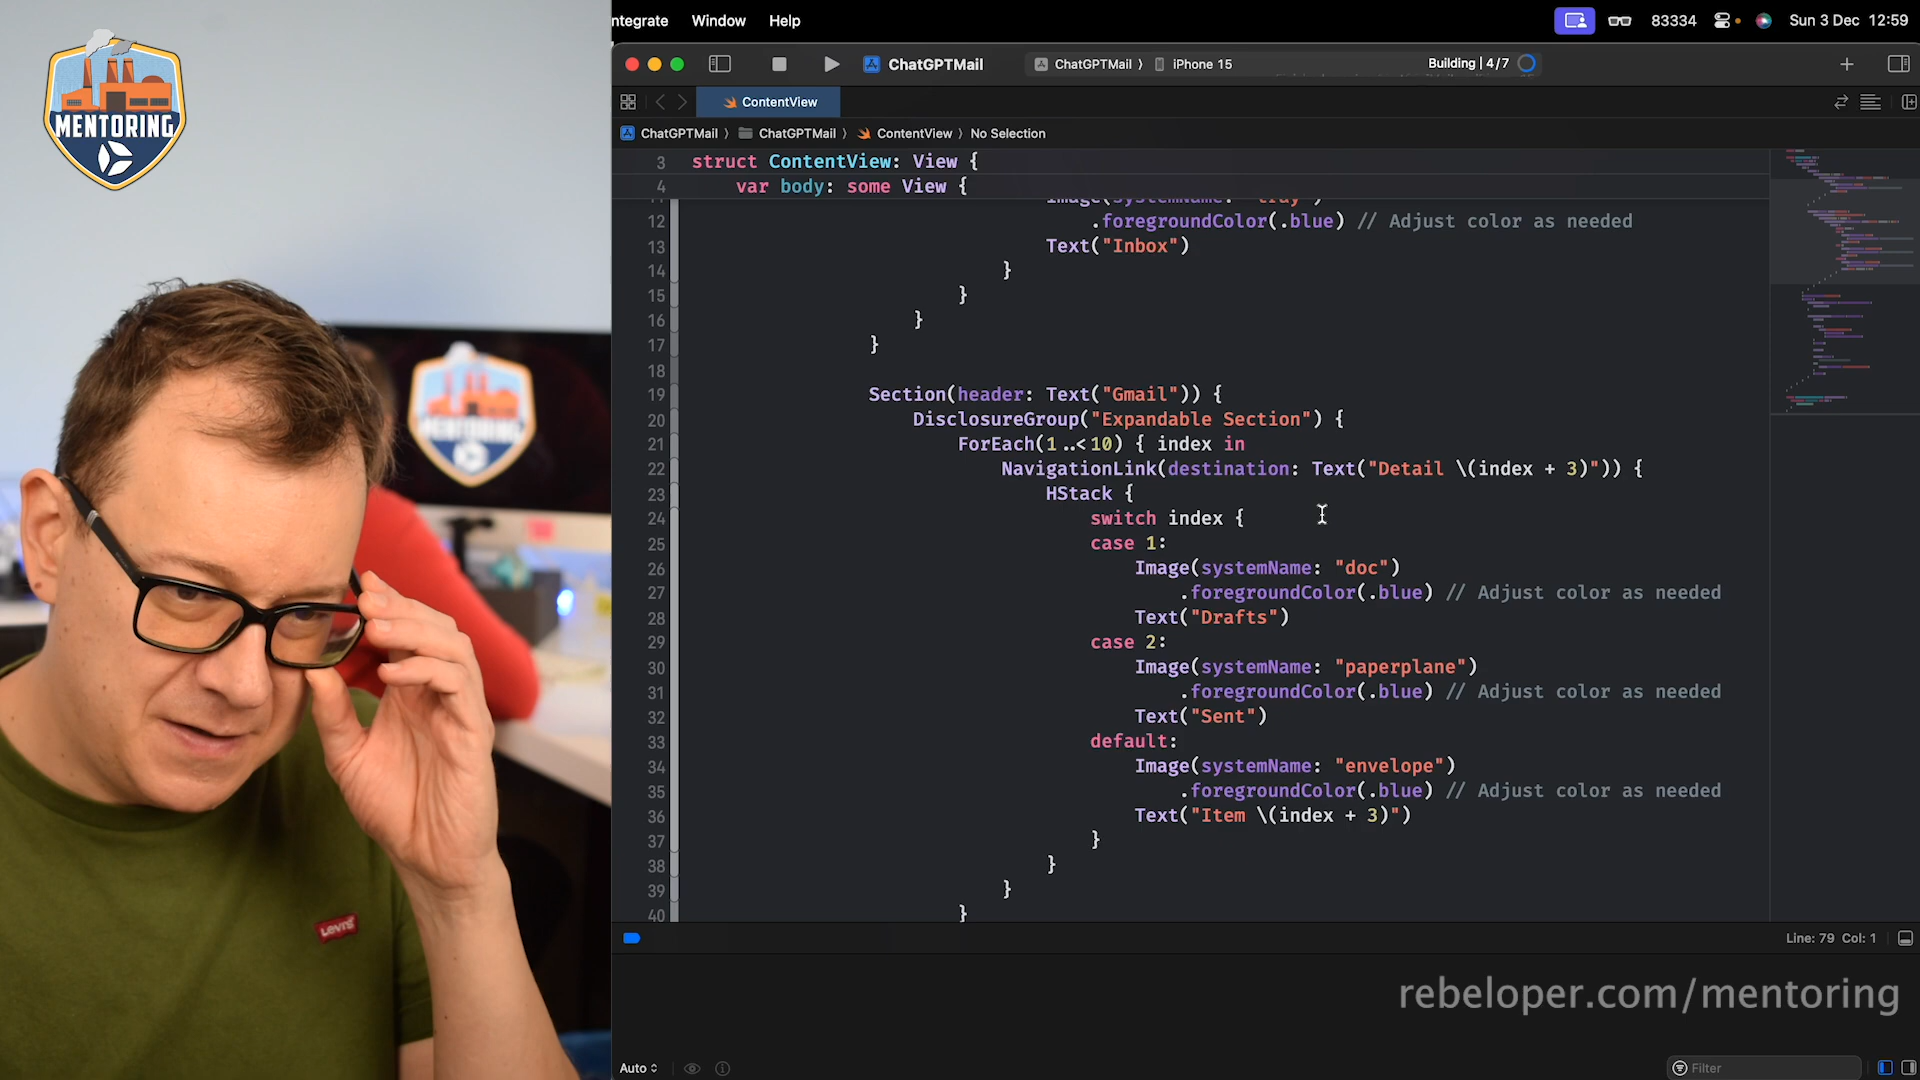 MENTORING
MENTORING
Levi's
ntegrate Window Help
83334 Sun 3 Dec 12:59
ChatGPTMail ChatGPTMail 〉 iPhone 15 Building | 4/7
ContentView
ChatGPTMail 〉 ChatGPTMail 〉 ContentView 〉 No Selection
3 struct ContentView: View {
4 var body: some View {
12 .foregroundColor(.blue) // Adjust color as needed
13 Text("Inbox")
14 }
15 }
16 }
17 }
18
19 Section(header: Text("Gmail")) {
20 DisclosureGroup("Expandable Section") {
21 ForEach(1..<10) { index in
22 NavigationLink(destination: Text("Detail \(index + 3)")) {
23 HStack {
24 switch index {
25 case 1:
26 Image(systemName: "doc")
27 .foregroundColor(.blue) // Adjust color as needed
28 Text("Drafts")
29 case 2:
30 Image(systemName: "paperplane")
31 .foregroundColor(.blue) // Adjust color as needed
32 Text("Sent")
33 default:
34 Image(systemName: "envelope")
35 .foregroundColor(.blue) // Adjust color as needed
36 Text("Item \(index + 3)")
37 }
38 }
39 }
40 }
Line: 79 Col: 1
rebeloper.com/mentoring
Auto
Filter